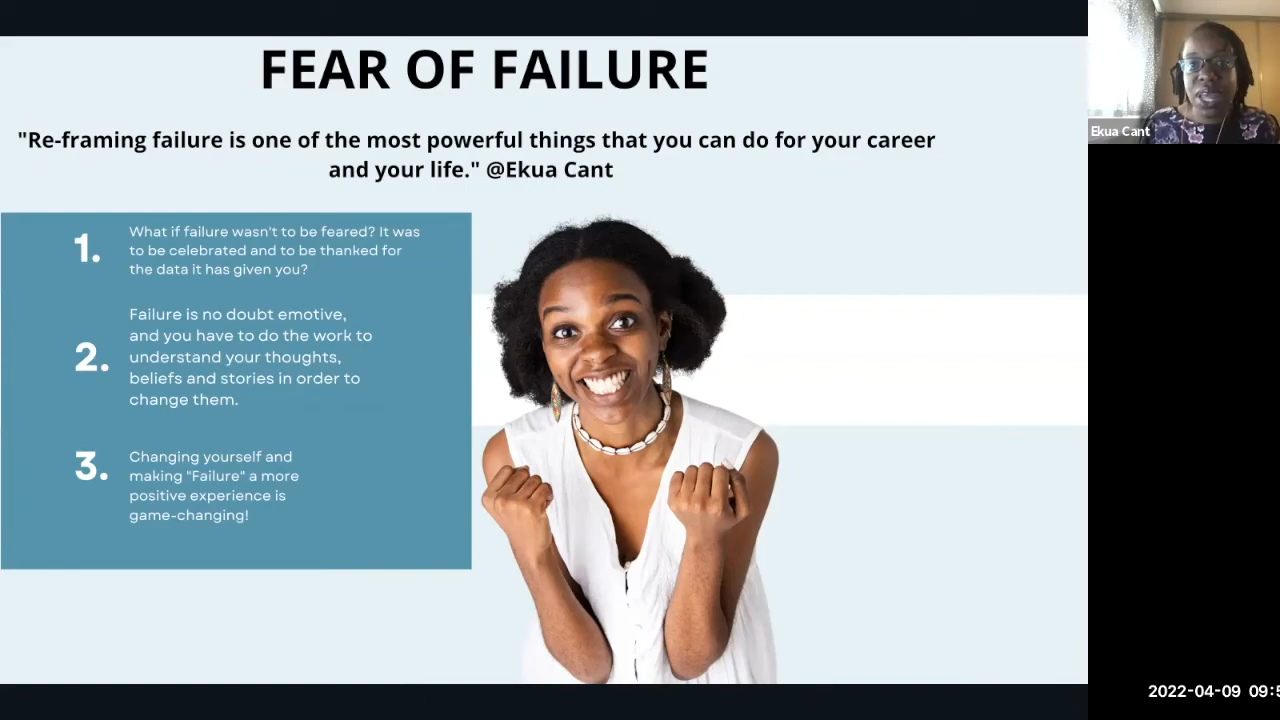 FEAR OF FAILURE
"Re-framing failure is one of the most powerful things that you can do for your career
and your life." @Ekua Cant
1.
What if failure wasn't to be feared? It was
to be celebrated and to be thanked for
the data it has given you?
2.
Failure is no doubt emotive,
and you have to do the work to
understand your thoughts,
beliefs and stories in order to
change them.
3.
Changing yourself and
making "Failure" a more
positive experience is
game-changing!
Ekua Cant
2022-04-09